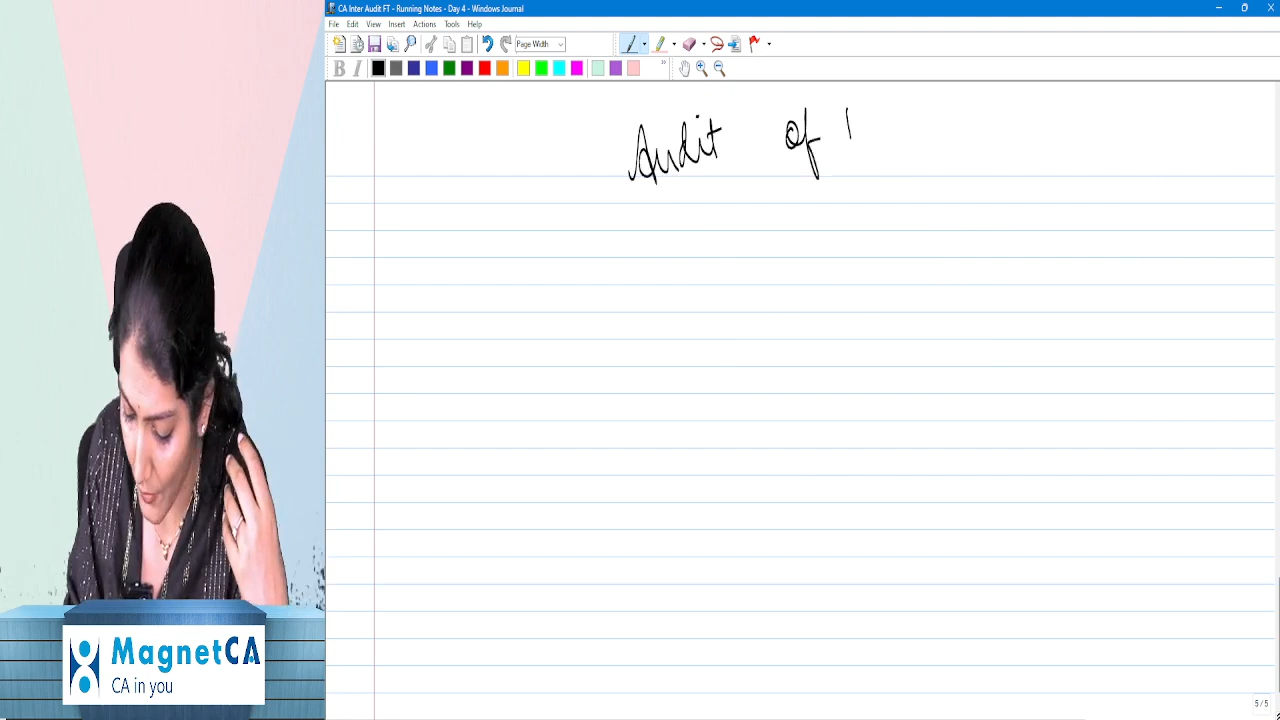 CA Inter Audit FT - Running Notes - Day 4 - Windows Journal
File Edit View Insert Actions Tools Help
Page Width
B I
Audit of
MagnetCA
CA in you
5/5